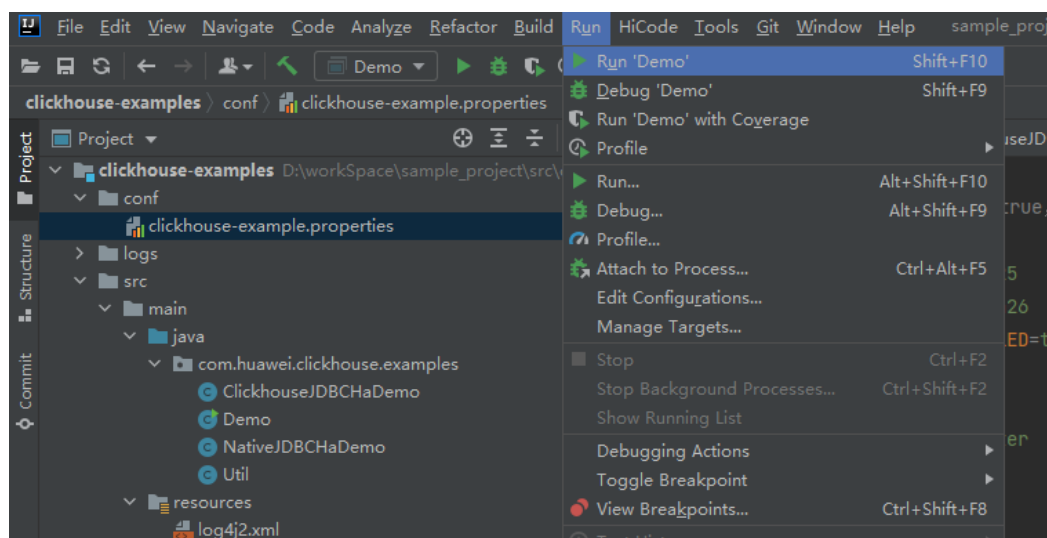 File Edit View Navigate Code Analyze Refactor Build Run HiCode Tools Git Window Help sample_proj
Demo
clickhouse-examples conf clickhouse-example.properties
Project
Project
Structure
Commit
clickhouse-examples D:\workSpace\sample_project\src\
conf
clickhouse-example.properties
logs
src
main
java
com.huawei.clickhouse.examples
ClickhouseJDBCHaDemo
Demo
NativeJDBCHaDemo
Util
resources
log4j2.xml
Run 'Demo' Shift+F10
Debug 'Demo' Shift+F9
Run 'Demo' with Coverage
Profile
Run... Alt+Shift+F10
Debug... Alt+Shift+F9
Profile...
Attach to Process... Ctrl+Alt+F5
Edit Configurations...
Manage Targets...
Stop Ctrl+F2
Stop Background Processes... Ctrl+Shift+F2
Show Running List
Debugging Actions
Toggle Breakpoint
View Breakpoints... Ctrl+Shift+F8
useJD
true,
5
26
ED=t
er